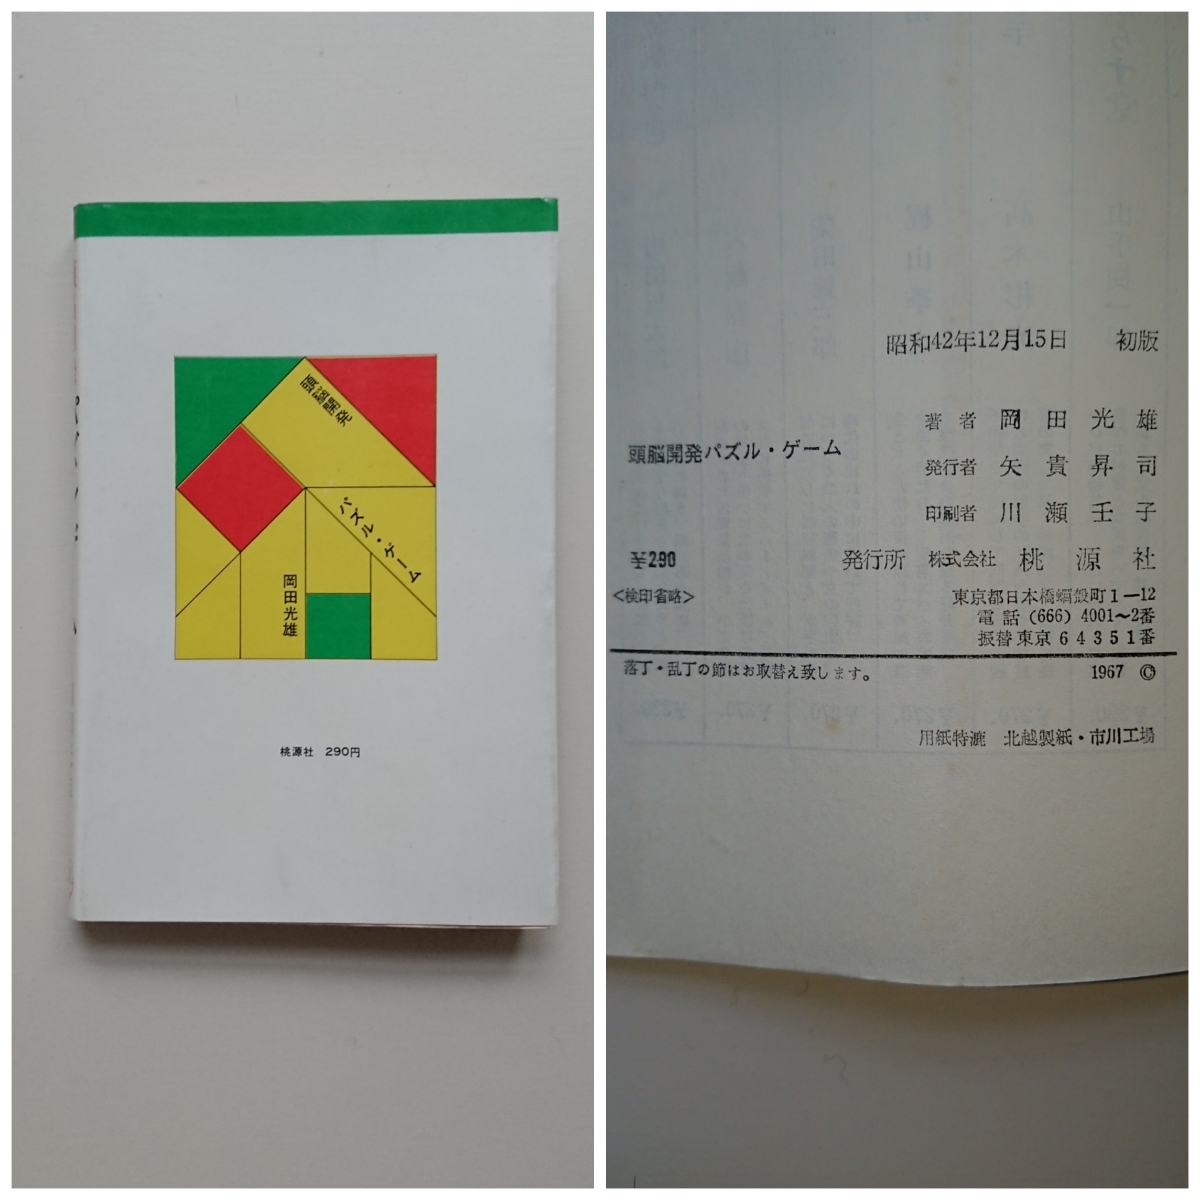 頭脳開発
パズル・ゲーム
岡田光雄
桃源社 290円
昭和42年12月15日 初版
頭脳開発パズル・ゲーム
著者 岡田光雄
発行者 矢貴昇司
印刷者 川瀬壬子
¥290
発行所 株式会社 桃源社
<検印省略>
東京都日本橋蠣殻町1-12
電話 (666) 4001〜2番
振替東京64351番
落丁・乱丁の節はお取替え致します。
1967 ©
用紙特漉 北越製紙・市川工場